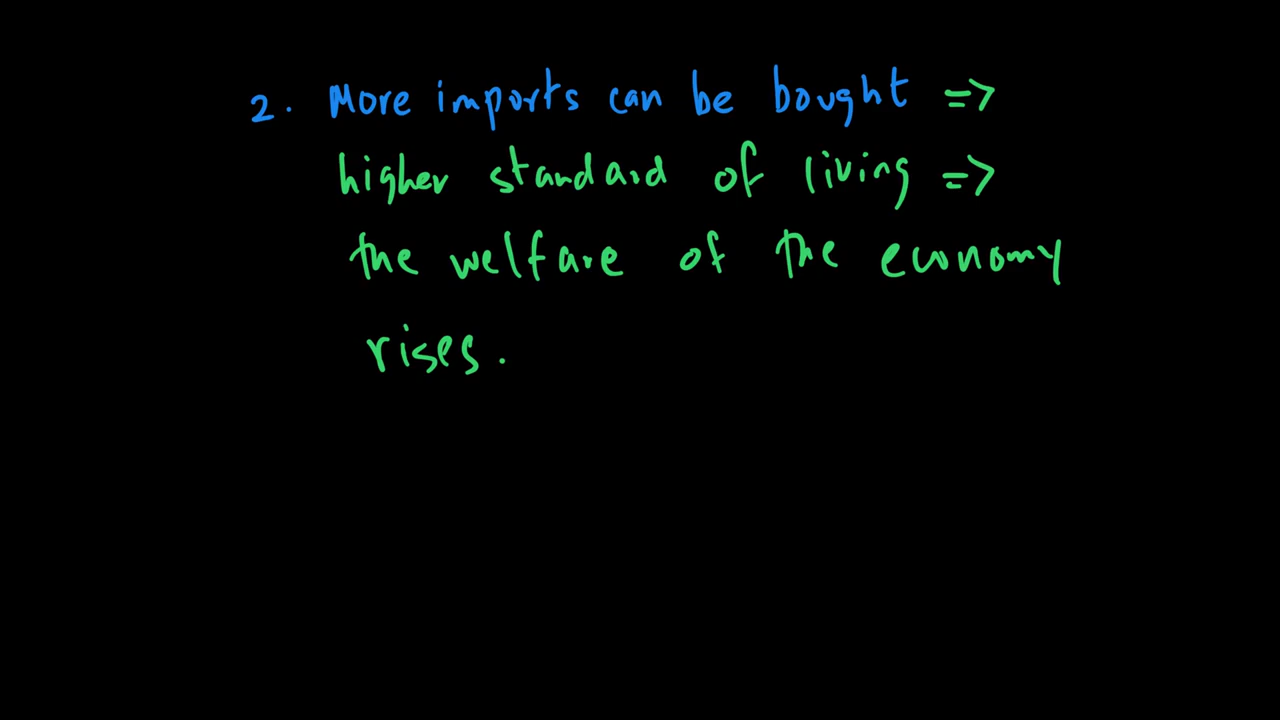 2. More imports can be bought =>
higher standard of living =>
the welfare of the economy
rises.